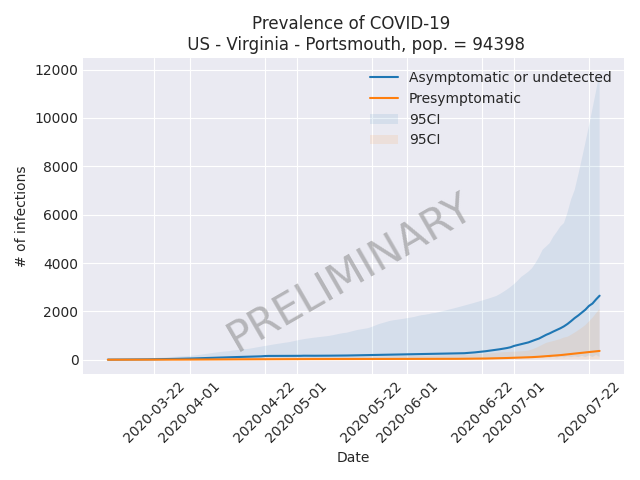 Prevalence of COVID-19
US - Virginia - Portsmouth, pop. = 94398
12000
10000
8000
6000
4000
2000
0
# of infections
Asymptomatic or undetected
Presymptomatic
95CI
95CI
PRELIMINARY
2020-03-22
2020-04-01
2020-04-22
2020-05-01
2020-05-22
2020-06-01
2020-06-22
2020-07-01
2020-07-22
Date